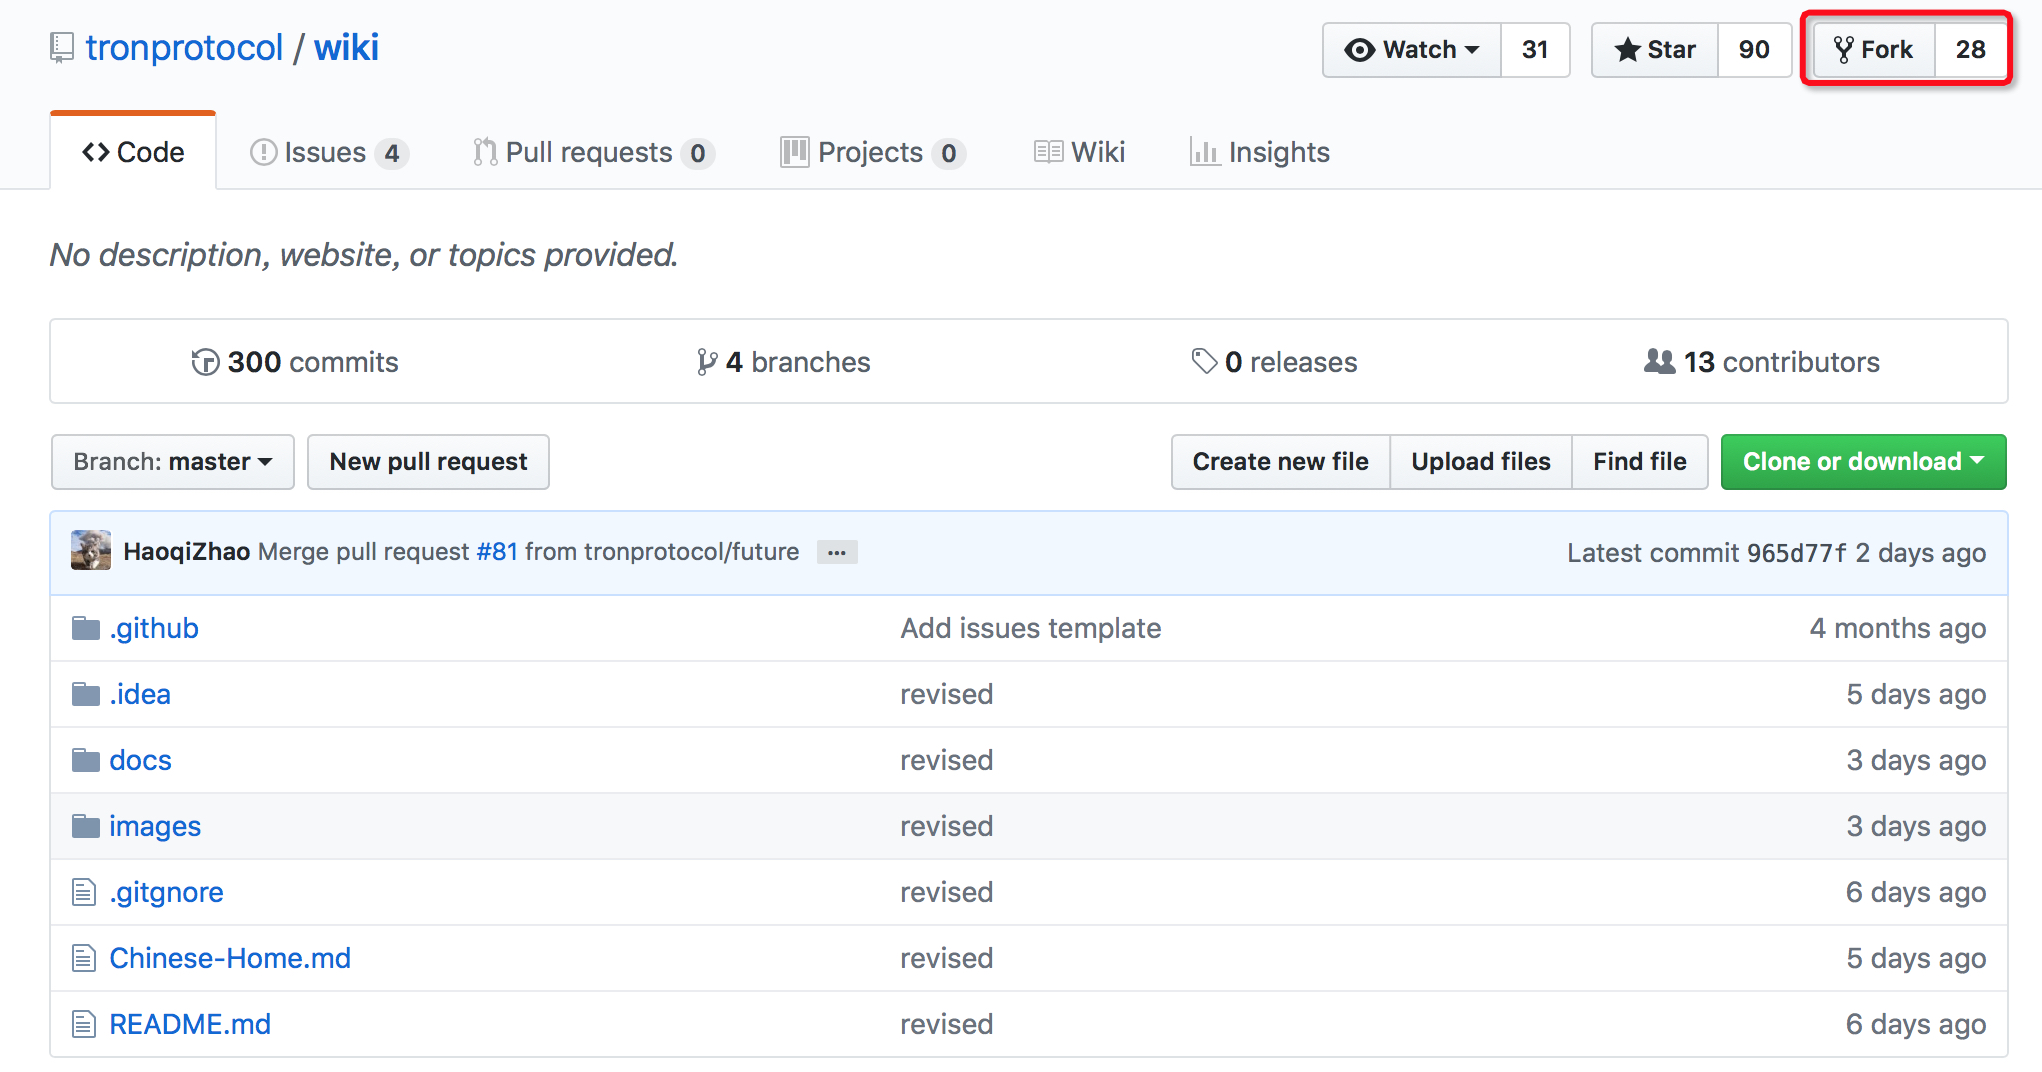 tronprotocol / wiki
Watch 31 Star 90 Fork 28
Code Issues 4 Pull requests 0 Projects 0 Wiki Insights
No description, website, or topics provided.
300 commits 4 branches 0 releases 13 contributors
Branch: master New pull request Create new file Upload files Find file Clone or download
HaoqiZhao Merge pull request #81 from tronprotocol/future ... Latest commit 965d77f 2 days ago
.github Add issues template 4 months ago
.idea revised 5 days ago
docs revised 3 days ago
images revised 3 days ago
.gitgnore revised 6 days ago
Chinese-Home.md revised 5 days ago
README.md revised 6 days ago